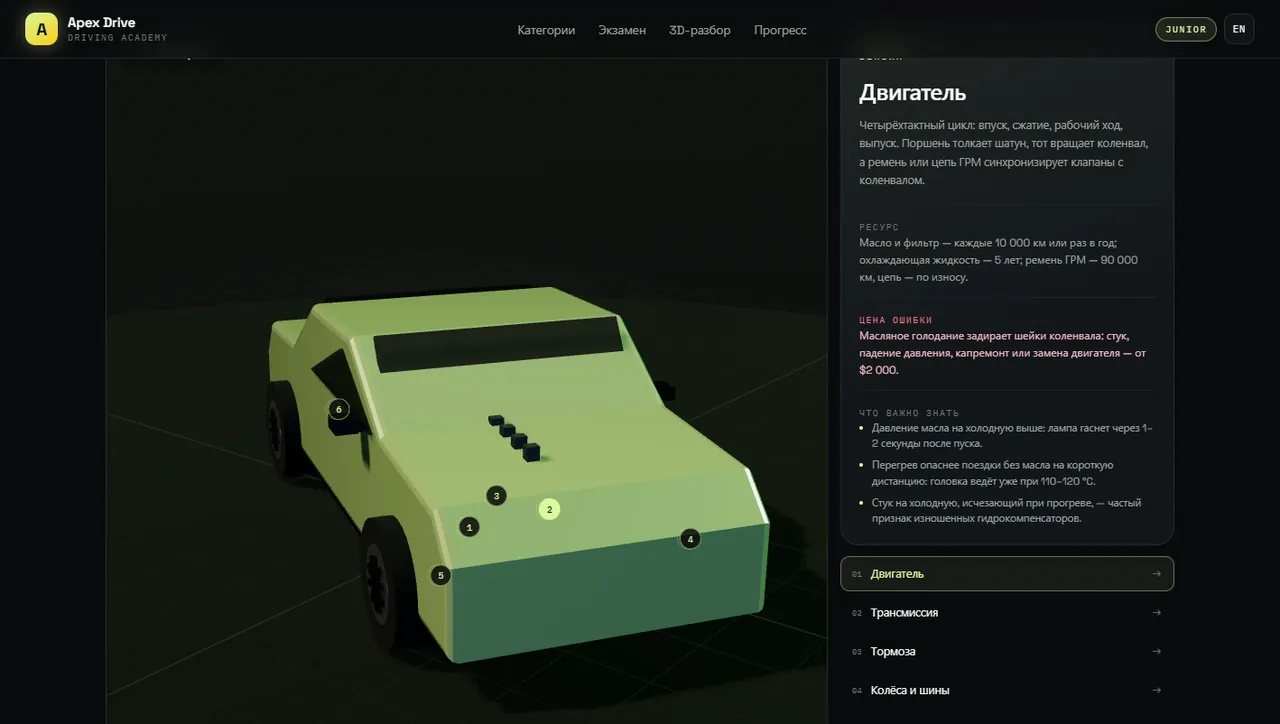 A
Apex Drive
DRIVING ACADEMY
Категории
Экзамен
3D-разбор
Прогресс
JUNIOR
EN
Двигатель
Четырёхтактный цикл: впуск, сжатие, рабочий ход,
выпуск. Поршень толкает шатун, тот вращает коленвал,
а ремень или цепь ГРМ синхронизирует клапаны с
коленвалом.
РЕСУРС
Масло и фильтр — каждые 10 000 км или раз в год;
охлаждающая жидкость — 5 лет; ремень ГРМ — 90 000
км, цепь — по износу.
ЦЕНА ОШИБКИ
Масляное голодание задирает шейки коленвала: стук,
падение давления, капремонт или замена двигателя — от
$2 000.
ЧТО ВАЖНО ЗНАТЬ
Давление масла на холодную выше: лампа гаснет через 1–
2 секунды после пуска.
Перегрев опаснее поездки без масла на короткую
дистанцию: головка ведёт уже при 110–120 °C.
Стук на холодную, исчезающий при прогреве, — частый
признак изношенных гидрокомпенсаторов.
01 Двигатель →
02 Трансмиссия →
03 Тормоза →
04 Колёса и шины →
6
3
2
1
4
5